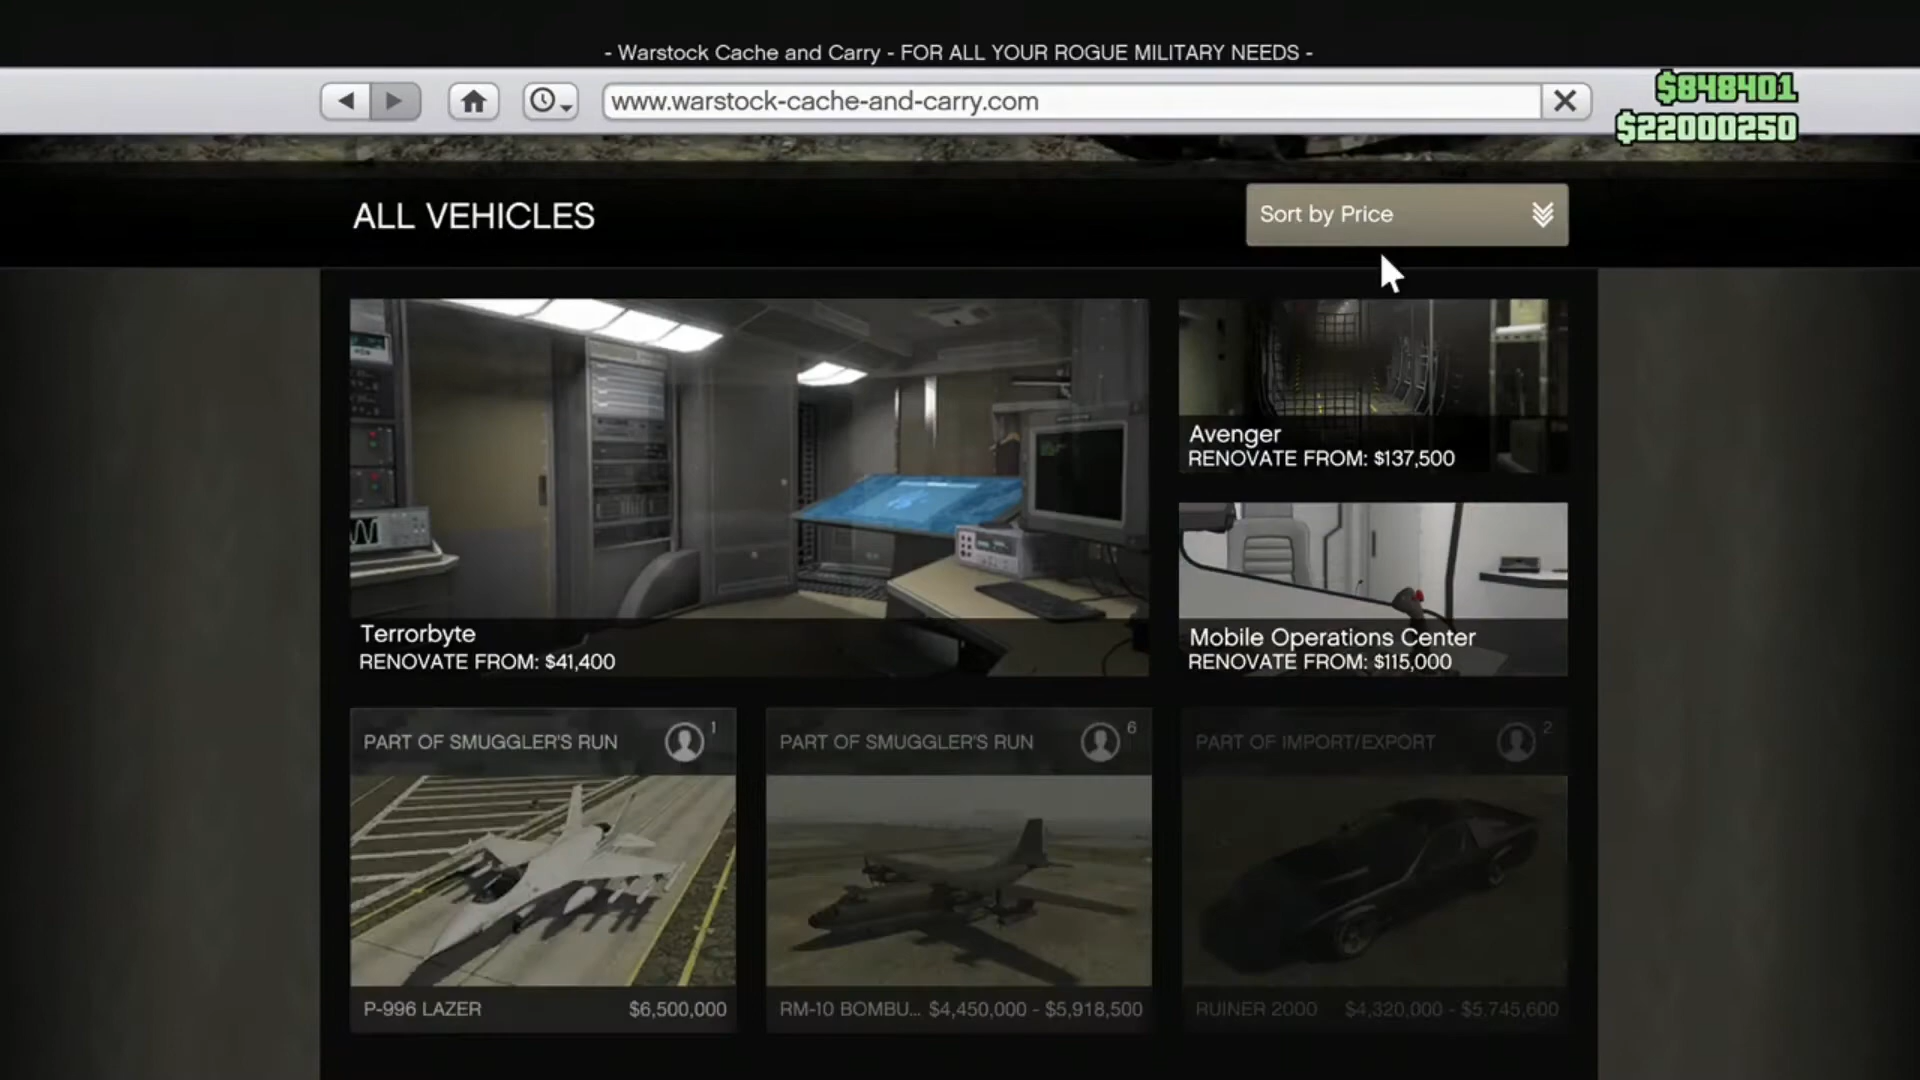 - Warstock Cache and Carry - FOR ALL YOUR ROGUE MILITARY NEEDS -
www.warstock-cache-and-carry.com
$848401
$22000250
ALL VEHICLES
Sort by Price
Terrorbyte
RENOVATE FROM: $41,400
Avenger
RENOVATE FROM: $137,500
Mobile Operations Center
RENOVATE FROM: $115,000
PART OF SMUGGLER'S RUN 1
PART OF SMUGGLER'S RUN 6
PART OF IMPORT/EXPORT 2
P-996 LAZER $6,500,000
RM-10 BOMBU... $4,450,000 - $5,918,500
RUINER 2000 $4,320,000 - $5,745,600